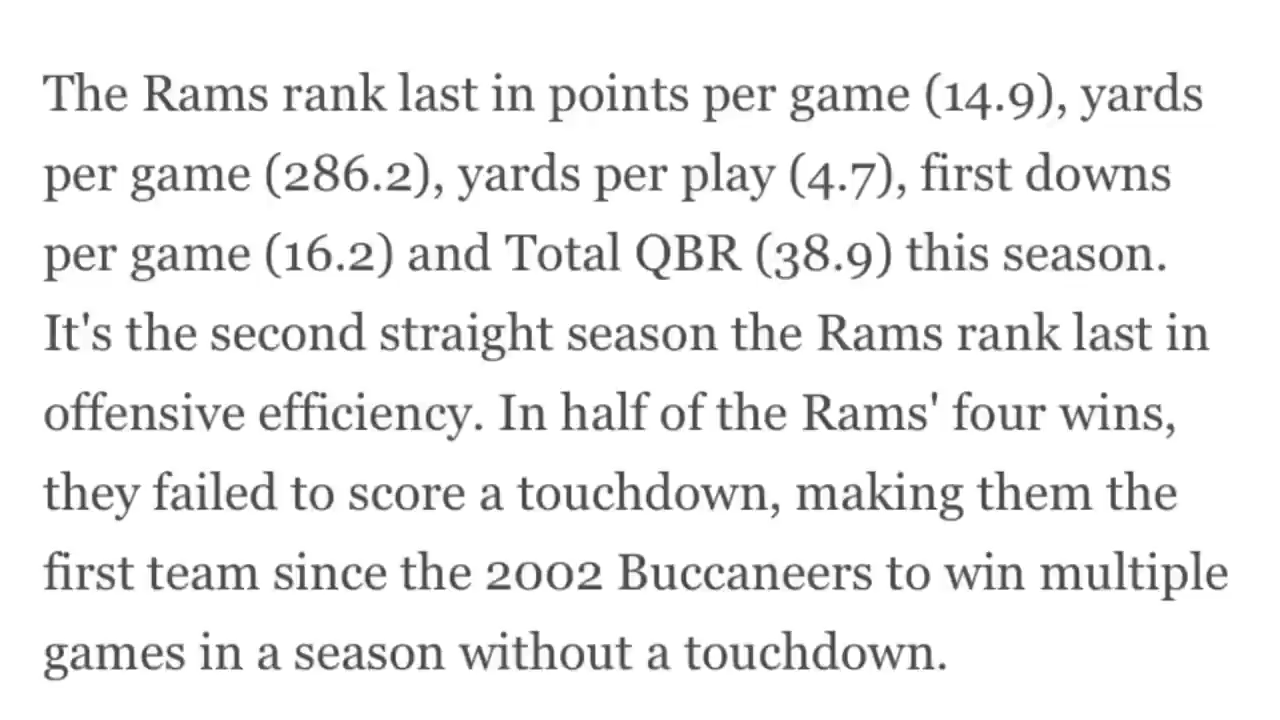 The Rams rank last in points per game (14.9), yards
per game (286.2), yards per play (4.7), first downs
per game (16.2) and Total QBR (38.9) this season.
It's the second straight season the Rams rank last in
offensive efficiency. In half of the Rams' four wins,
they failed to score a touchdown, making them the
first team since the 2002 Buccaneers to win multiple
games in a season without a touchdown.